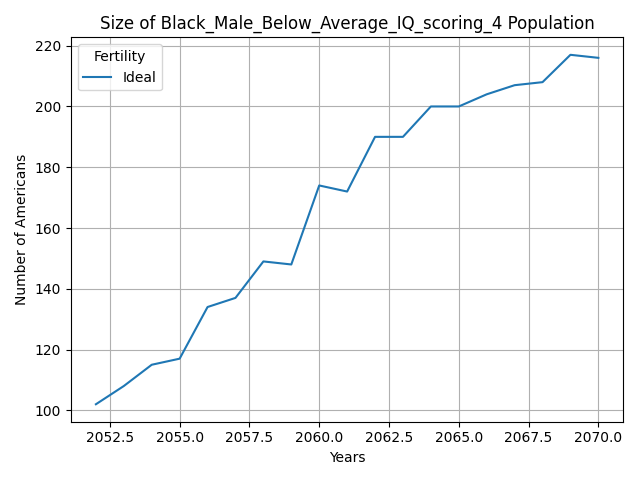 Size of Black_Male_Below_Average_IQ_scoring_4 Population
Fertility
Ideal
Number of Americans
220
200
180
160
140
120
100
2052.5 2055.0 2057.5 2060.0 2062.5 2065.0 2067.5 2070.0
Years